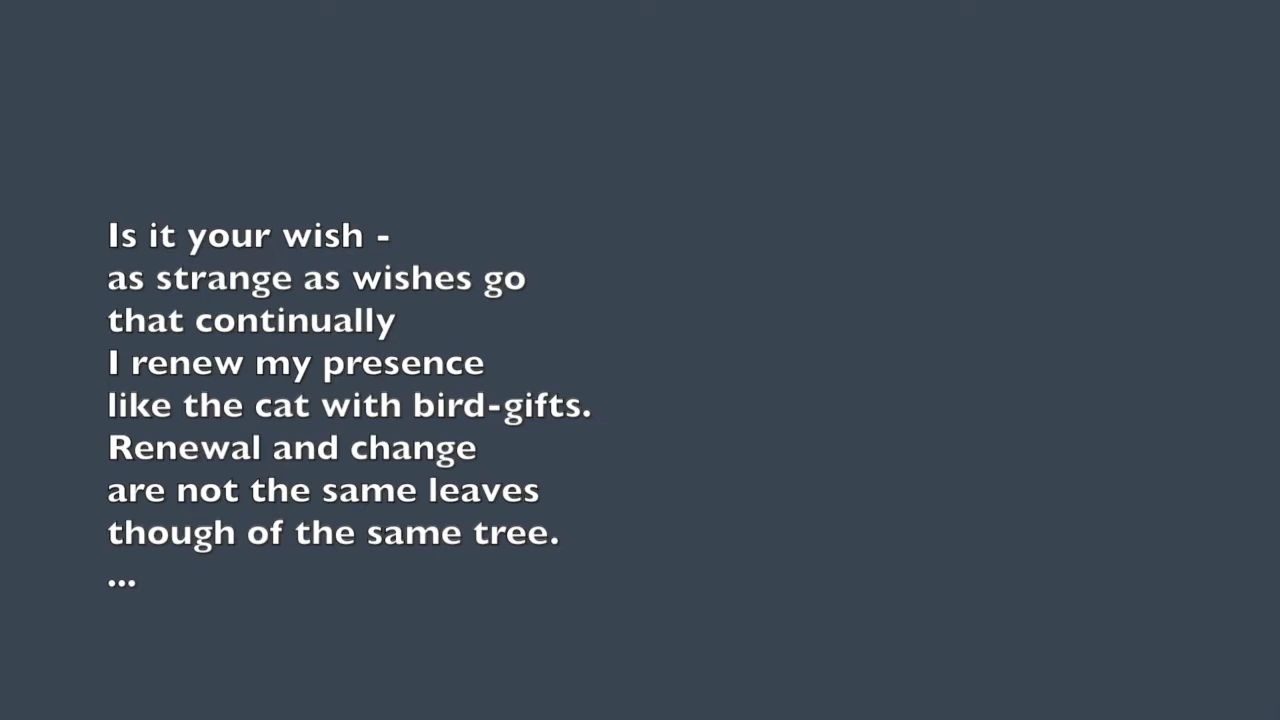 Is it your wish -
as strange as wishes go
that continually
I renew my presence
like the cat with bird-gifts.
Renewal and change
are not the same leaves
though of the same tree.
...